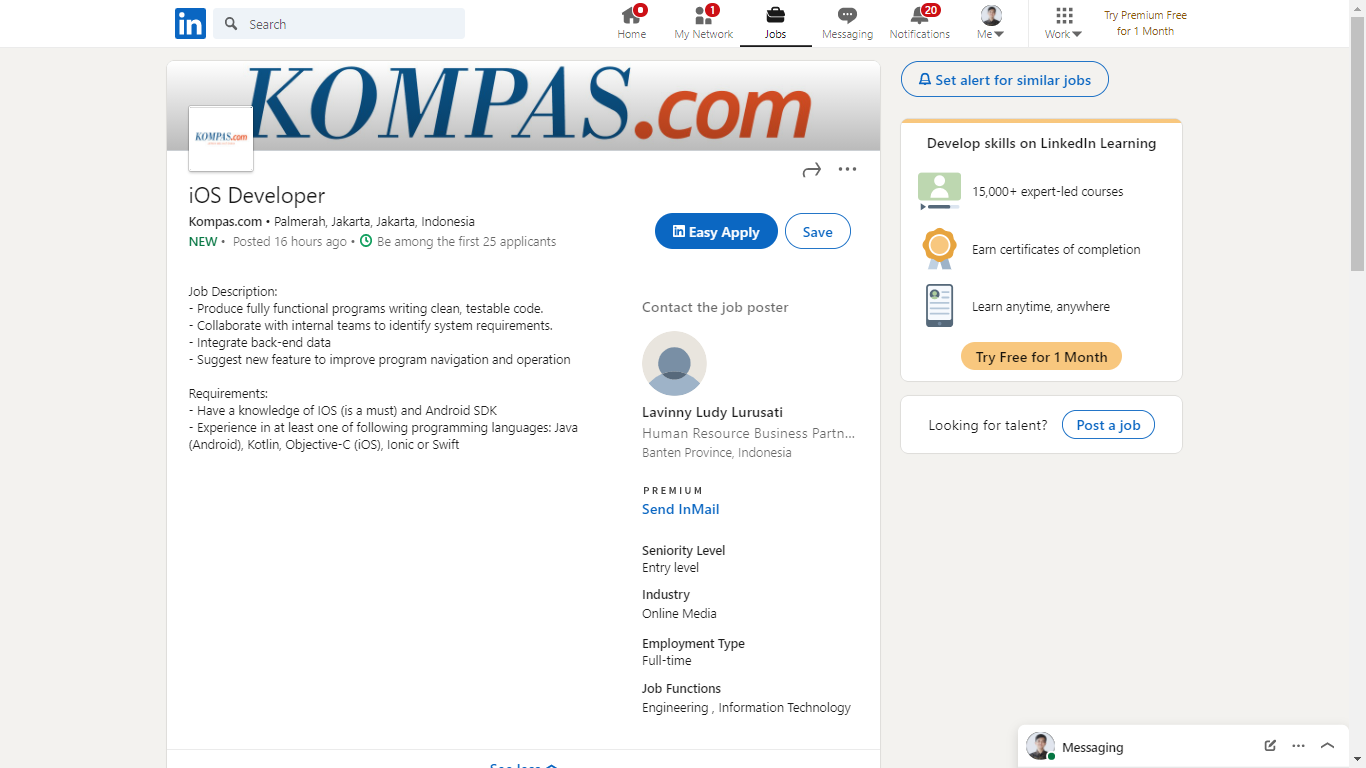 in
Search
Home
1
My Network
Jobs
Messaging
20
Notifications
Me
Work
Try Premium Free
for 1 Month
KOMPAS.com
KOMPAS.com
iOS Developer
Kompas.com • Palmerah, Jakarta, Jakarta, Indonesia
NEW • Posted 16 hours ago • Be among the first 25 applicants
in Easy Apply
Save
Job Description:
- Produce fully functional programs writing clean, testable code.
- Collaborate with internal teams to identify system requirements.
- Integrate back-end data
- Suggest new feature to improve program navigation and operation
Requirements:
- Have a knowledge of IOS (is a must) and Android SDK
- Experience in at least one of following programming languages: Java
(Android), Kotlin, Objective-C (iOS), Ionic or Swift
Contact the job poster
Lavinny Ludy Lurusati
Human Resource Business Partn...
Banten Province, Indonesia
PREMIUM
Send InMail
Seniority Level
Entry level
Industry
Online Media
Employment Type
Full-time
Job Functions
Engineering , Information Technology
See less
Set alert for similar jobs
Develop skills on LinkedIn Learning
15,000+ expert-led courses
Earn certificates of completion
Learn anytime, anywhere
Try Free for 1 Month
Looking for talent?
Post a job
Messaging